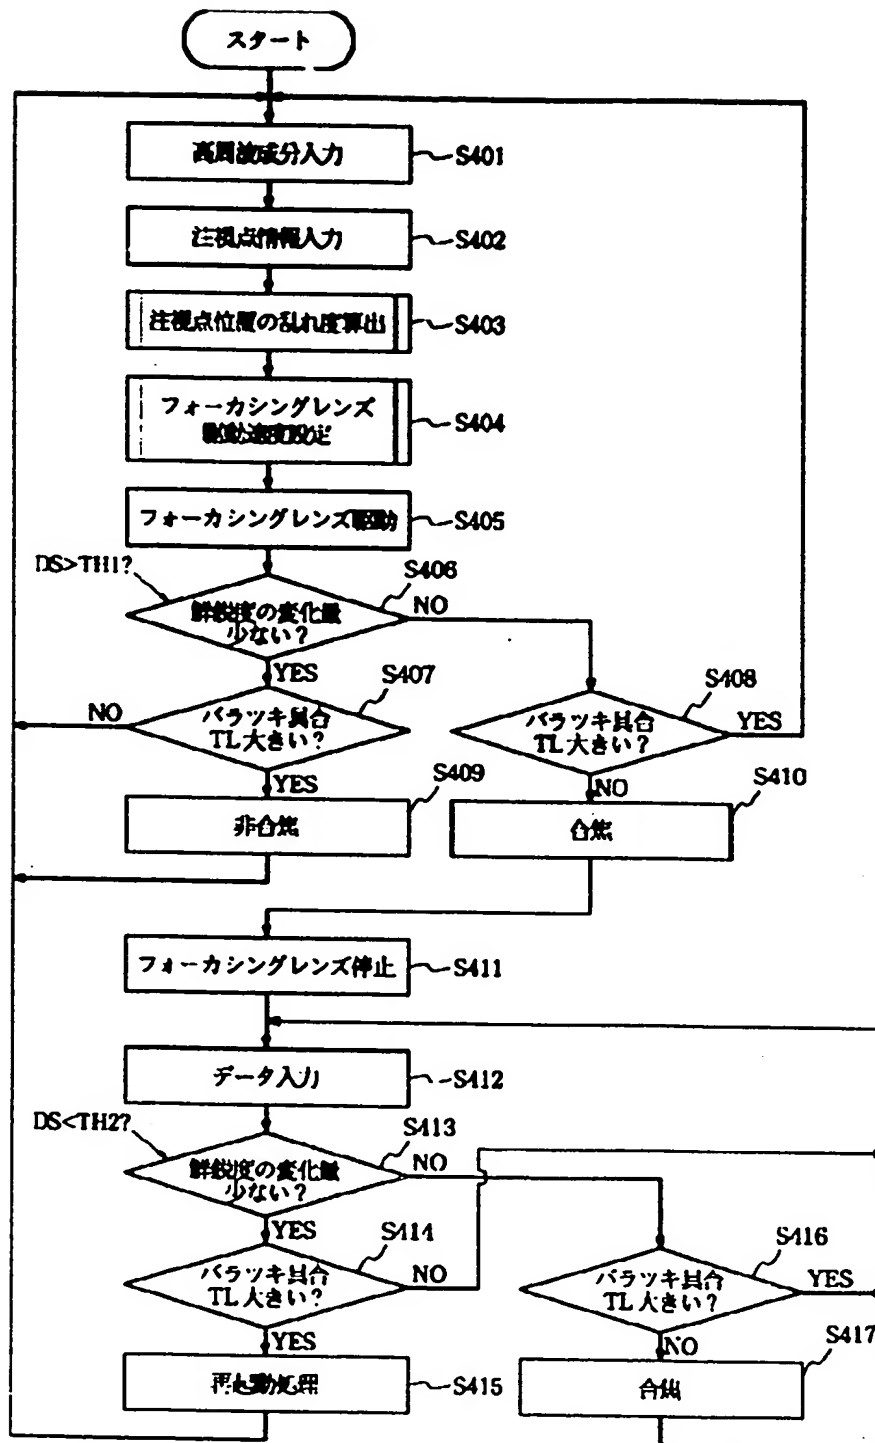 スタート
高周波成分入力
S401
注視点情報入力
S402
注視点位置の乱れ度算出
S403
フォーカシングレンズ
駆動速度設定
S404
フォーカシングレンズ駆動
S405
DS>TH1?
S406
鮮鋭度の変化量
少ない?
NO
YES
S407
バラツキ具合
TL大きい?
NO
YES
S408
バラツキ具合
TL大きい?
YES
NO
S409
非合焦
S410
合焦
フォーカシングレンズ停止
S411
データ入力
S412
DS<TH2?
S413
鮮鋭度の変化量
少ない?
NO
YES
S414
バラツキ具合
TL大きい?
NO
YES
S416
バラツキ具合
TL大きい?
YES
NO
再起動処理
S415
S417
合焦